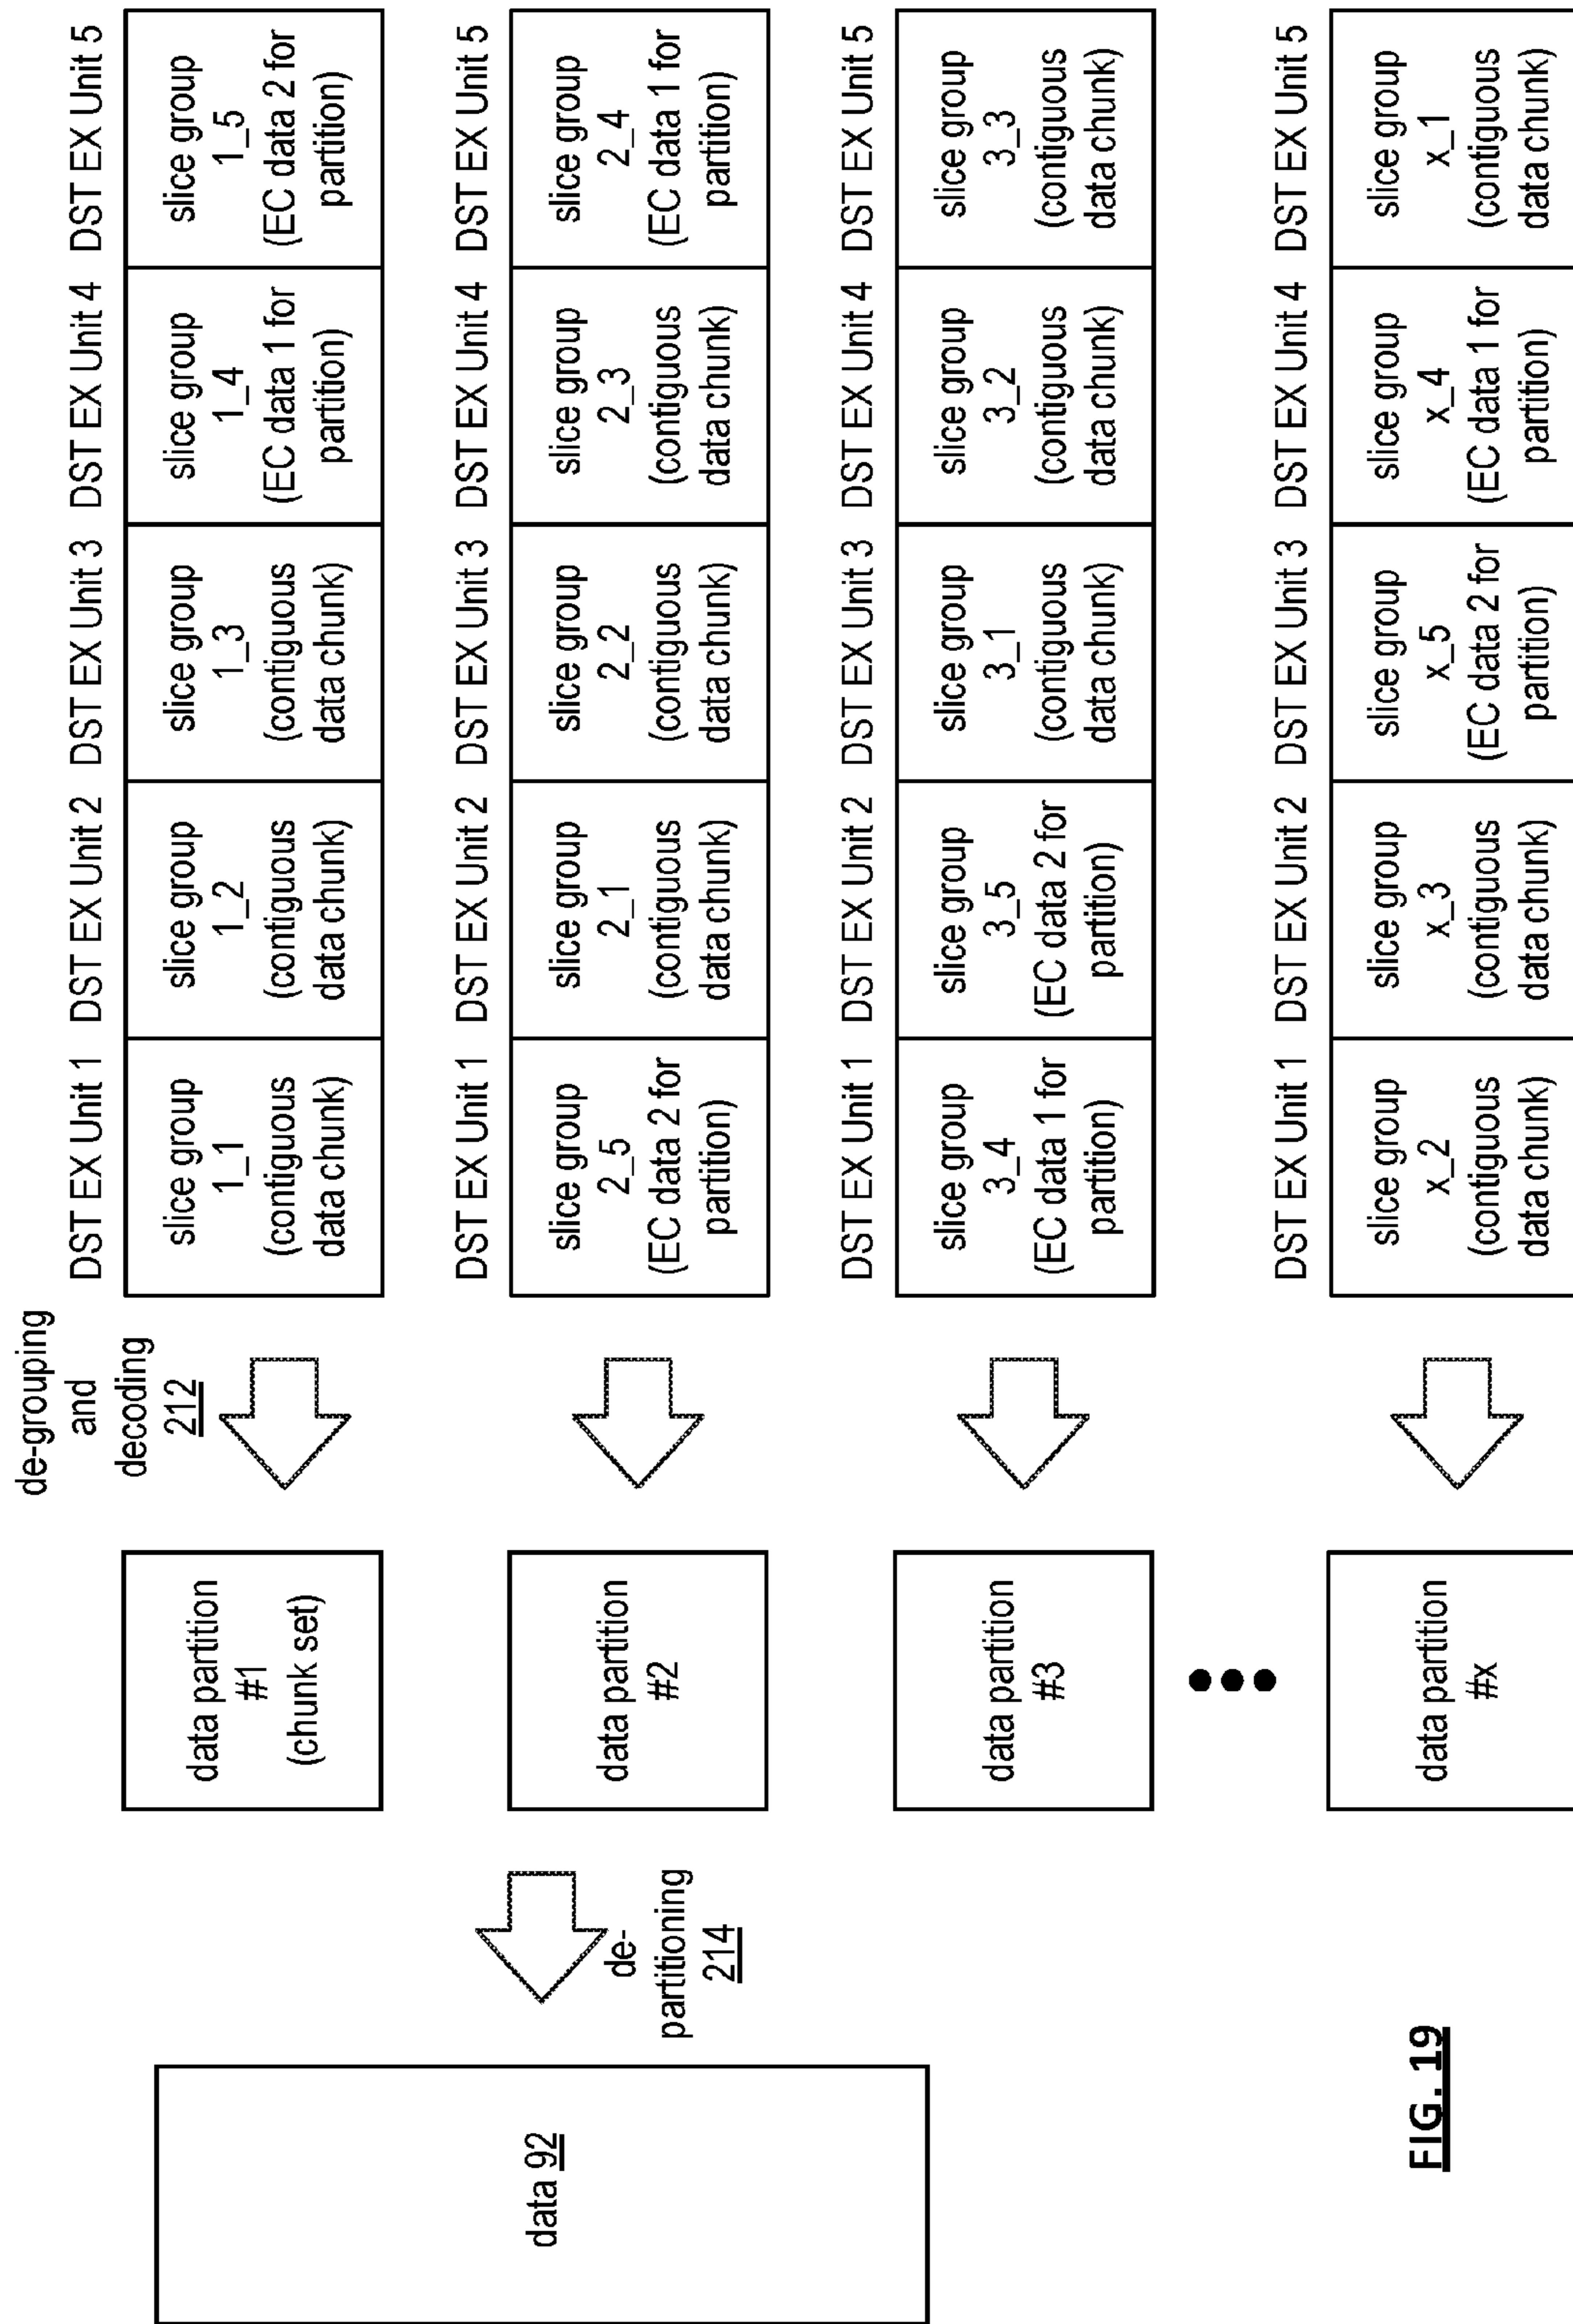 de-grouping
and
decoding
212
data 92
de-
partitioning
214
data partition
#1
(chunk set)
DST EX Unit 1
DST EX Unit 2
DST EX Unit 3
DST EX Unit 4
DST EX Unit 5
slice group
1_1
(contiguous
data chunk)
slice group
1_2
(contiguous
data chunk)
slice group
1_3
(contiguous
data chunk)
slice group
1_4
(EC data 1 for
partition)
slice group
1_5
(EC data 2 for
partition)
data partition
#2
DST EX Unit 1
DST EX Unit 2
DST EX Unit 3
DST EX Unit 4
DST EX Unit 5
slice group
2_5
(EC data 2 for
partition)
slice group
2_1
(contiguous
data chunk)
slice group
2_2
(contiguous
data chunk)
slice group
2_3
(contiguous
data chunk)
slice group
2_4
(EC data 1 for
partition)
data partition
#3
DST EX Unit 1
DST EX Unit 2
DST EX Unit 3
DST EX Unit 4
DST EX Unit 5
slice group
3_4
(EC data 1 for
partition)
slice group
3_5
(EC data 2 for
partition)
slice group
3_1
(contiguous
data chunk)
slice group
3_2
(contiguous
data chunk)
slice group
3_3
(contiguous
data chunk)
data partition
#x
DST EX Unit 1
DST EX Unit 2
DST EX Unit 3
DST EX Unit 4
DST EX Unit 5
slice group
x_2
(contiguous
data chunk)
slice group
x_3
(contiguous
data chunk)
slice group
x_5
(EC data 2 for
partition)
slice group
x_4
(EC data 1 for
partition)
slice group
x_1
(contiguous
data chunk)
FIG. 19